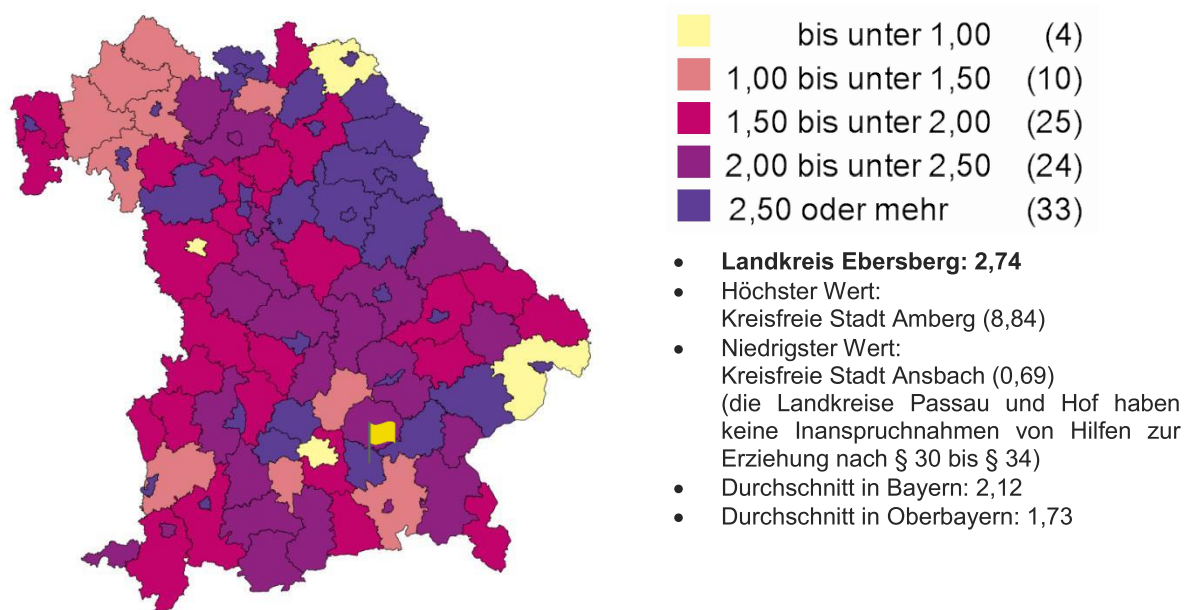 bis unter 1,00 (4)
1,00 bis unter 1,50 (10)
1,50 bis unter 2,00 (25)
2,00 bis unter 2,50 (24)
2,50 oder mehr (33)
• Landkreis Ebersberg: 2,74
• Höchster Wert:
Kreisfreie Stadt Amberg (8,84)
• Niedrigster Wert:
Kreisfreie Stadt Ansbach (0,69)
(die Landkreise Passau und Hof haben
keine Inanspruchnahmen von Hilfen zur
Erziehung nach § 30 bis § 34)
• Durchschnitt in Bayern: 2,12
• Durchschnitt in Oberbayern: 1,73